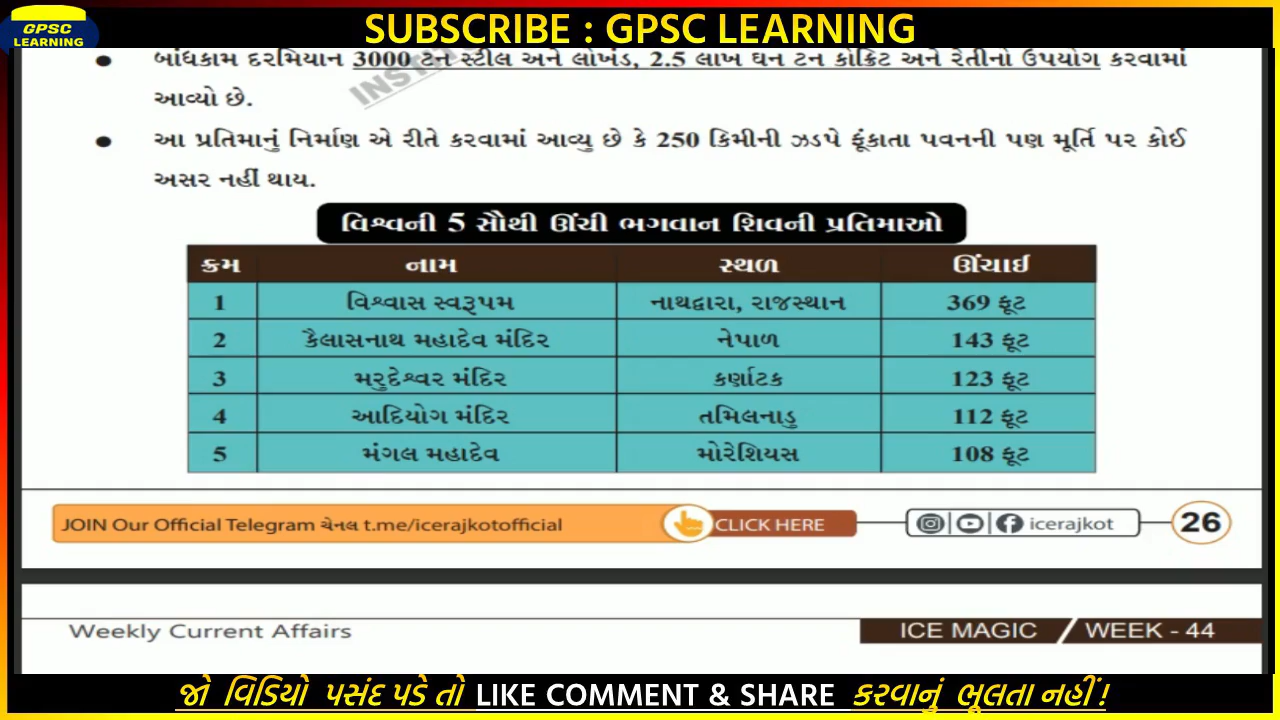 GPSC
LEARNING
SUBSCRIBE : GPSC LEARNING
બાંધકામ દરમિયાન 3000 ટન સ્ટીલ અને લોખંડ, 2.5 લાખ ઘન ટન કોંક્રિટ અને રેતીનો ઉપયોગ કરવામાં
આવ્યો છે.
આ પ્રતિમાનું નિર્માણ એ રીતે કરવામાં આવ્યુ છે કે 250 કિમીની ઝડપે ફૂંકાતા પવનની પણ મૂર્તિ પર કોઈ
અસર નહીં થાય.
વિશ્વની 5 સૌથી ઊંચી ભગવાન શિવની પ્રતિમાઓ
ક્રમ નામ સ્થળ ઊંચાઈ
1 વિશ્વાસ સ્વરૂપમ નાથદ્વારા, રાજસ્થાન 369 ફૂટ
2 કૈલાસનાથ મહાદેવ મંદિર નેપાળ 143 ફૂટ
3 મરુદેશ્વર મંદિર કર્ણાટક 123 ફૂટ
4 આદિયોગ મંદિર તમિલનાડુ 112 ફૂટ
5 મંગલ મહાદેવ મોરેશિયસ 108 ફૂટ
JOIN Our Official Telegram ચેનલ t.me/icerajkotofficial CLICK HERE icerajkot 26
Weekly Current Affairs ICE MAGIC WEEK - 44
જો વિડિયો પસંદ પડે તો LIKE COMMENT & SHARE કરવાનું ભૂલતા નહીં!